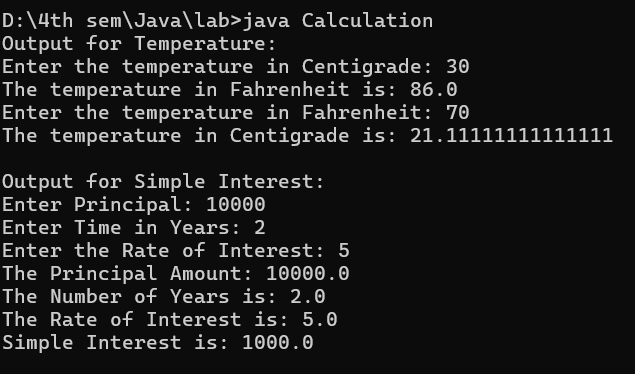 D:\4th sem\Java\lab>java Calculation
Output for Temperature:
Enter the temperature in Centigrade: 30
The temperature in Fahrenheit is: 86.0
Enter the temperature in Fahrenheit: 70
The temperature in Centigrade is: 21.11111111111111
Output for Simple Interest:
Enter Principal: 10000
Enter Time in Years: 2
Enter the Rate of Interest: 5
The Principal Amount: 10000.0
The Number of Years is: 2.0
The Rate of Interest is: 5.0
Simple Interest is: 1000.0